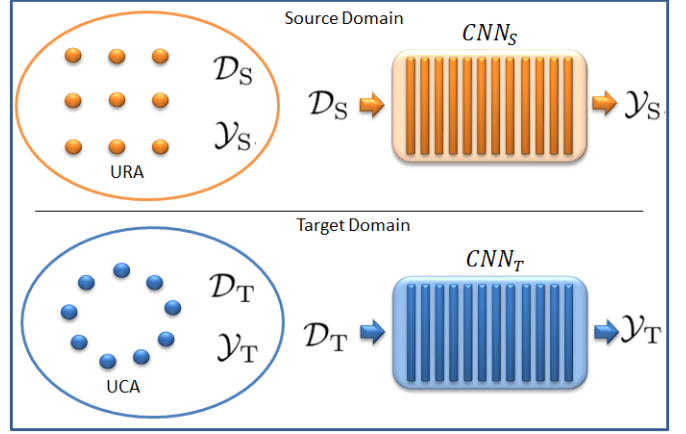 Source Domain
𝒟_S
𝒴_S
URA
CNN_S
𝒟_S
𝒴_S
Target Domain
𝒟_T
𝒴_T
UCA
CNN_T
𝒟_T
𝒴_T